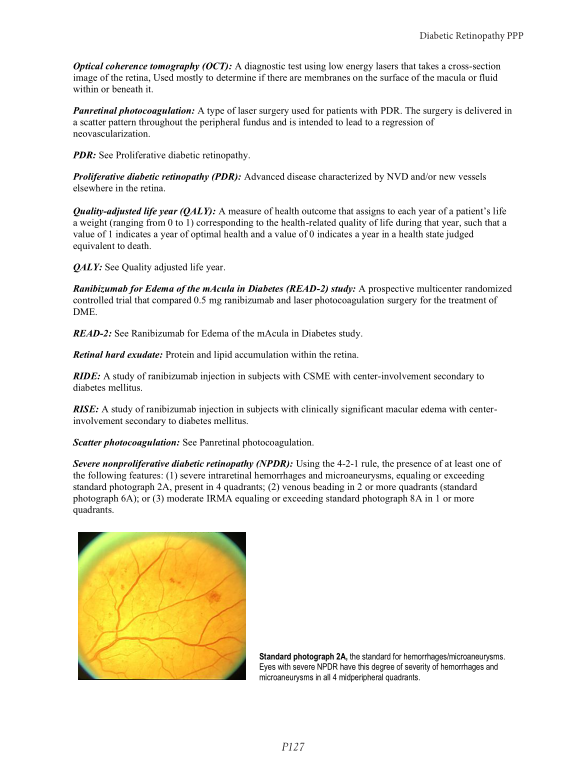 Diabetic Retinopathy PPP
Optical coherence tomography (OCT): A diagnostic test using low energy lasers that takes a cross-section
image of the retina, Used mostly to determine if there are membranes on the surface of the macula or fluid
within or beneath it.
Panretinal photocoagulation: A type of laser surgery used for patients with PDR. The surgery is delivered in
a scatter pattern throughout the peripheral fundus and is intended to lead to a regression of
neovascularization.
PDR: See Proliferative diabetic retinopathy.
Proliferative diabetic retinopathy (PDR): Advanced disease characterized by NVD and/or new vessels
elsewhere in the retina.
Quality-adjusted life year (QALY): A measure of health outcome that assigns to each year of a patient's life
a weight (ranging from 0 to 1) corresponding to the health-related quality of life during that year, such that a
value of 1 indicates a year of optimal health and a value of 0 indicates a year in a health state judged
equivalent to death.
QALY: See Quality adjusted life year.
Ranibizumab for Edema of the mAcula in Diabetes (READ-2) study: A prospective multicenter randomized
controlled trial that compared 0.5 mg ranibizumab and laser photocoagulation surgery for the treatment of
DME.
READ-2: See Ranibizumab for Edema of the mAcula in Diabetes study.
Retinal hard exudate: Protein and lipid accumulation within the retina.
RIDE: A study of ranibizumab injection in subjects with CSME with center-involvement secondary to
diabetes mellitus.
RISE: A study of ranibizumab injection in subjects with clinically significant macular edema with center-
involvement secondary to diabetes mellitus.
Scatter photocoagulation: See Panretinal photocoagulation.
Severe nonproliferative diabetic retinopathy (NPDR): Using the 4-2-1 rule, the presence of at least one of
the following features: (1) severe intraretinal hemorrhages and microaneurysms, equaling or exceeding
standard photograph 2A, present in 4 quadrants; (2) venous beading in 2 or more quadrants (standard
photograph 6A); or (3) moderate IRMA equaling or exceeding standard photograph 8A in 1 or more
quadrants.
Standard photograph 2A, the standard for hemorrhages/microaneurysms.
Eyes with severe NPDR have this degree of severity of hemorrhages and
microaneurysms in all 4 midperipheral quadrants.
P127